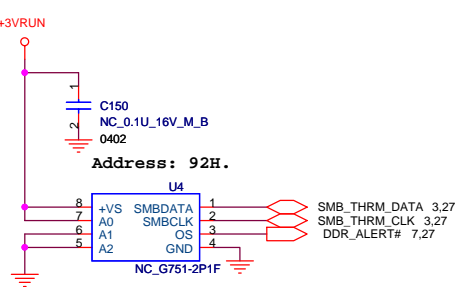 +3VRUN
1
C150
NC_0.1U_16V_M_B
2
0402
Address: 92H.
U4
8 +VS SMBDATA 1 SMB_THRM_DATA 3,27
7 A0 SMBCLK 2 SMB_THRM_CLK 3,27
6 A1 OS 3 DDR_ALERT# 7,27
5 A2 GND 4
NC_G751-2P1F